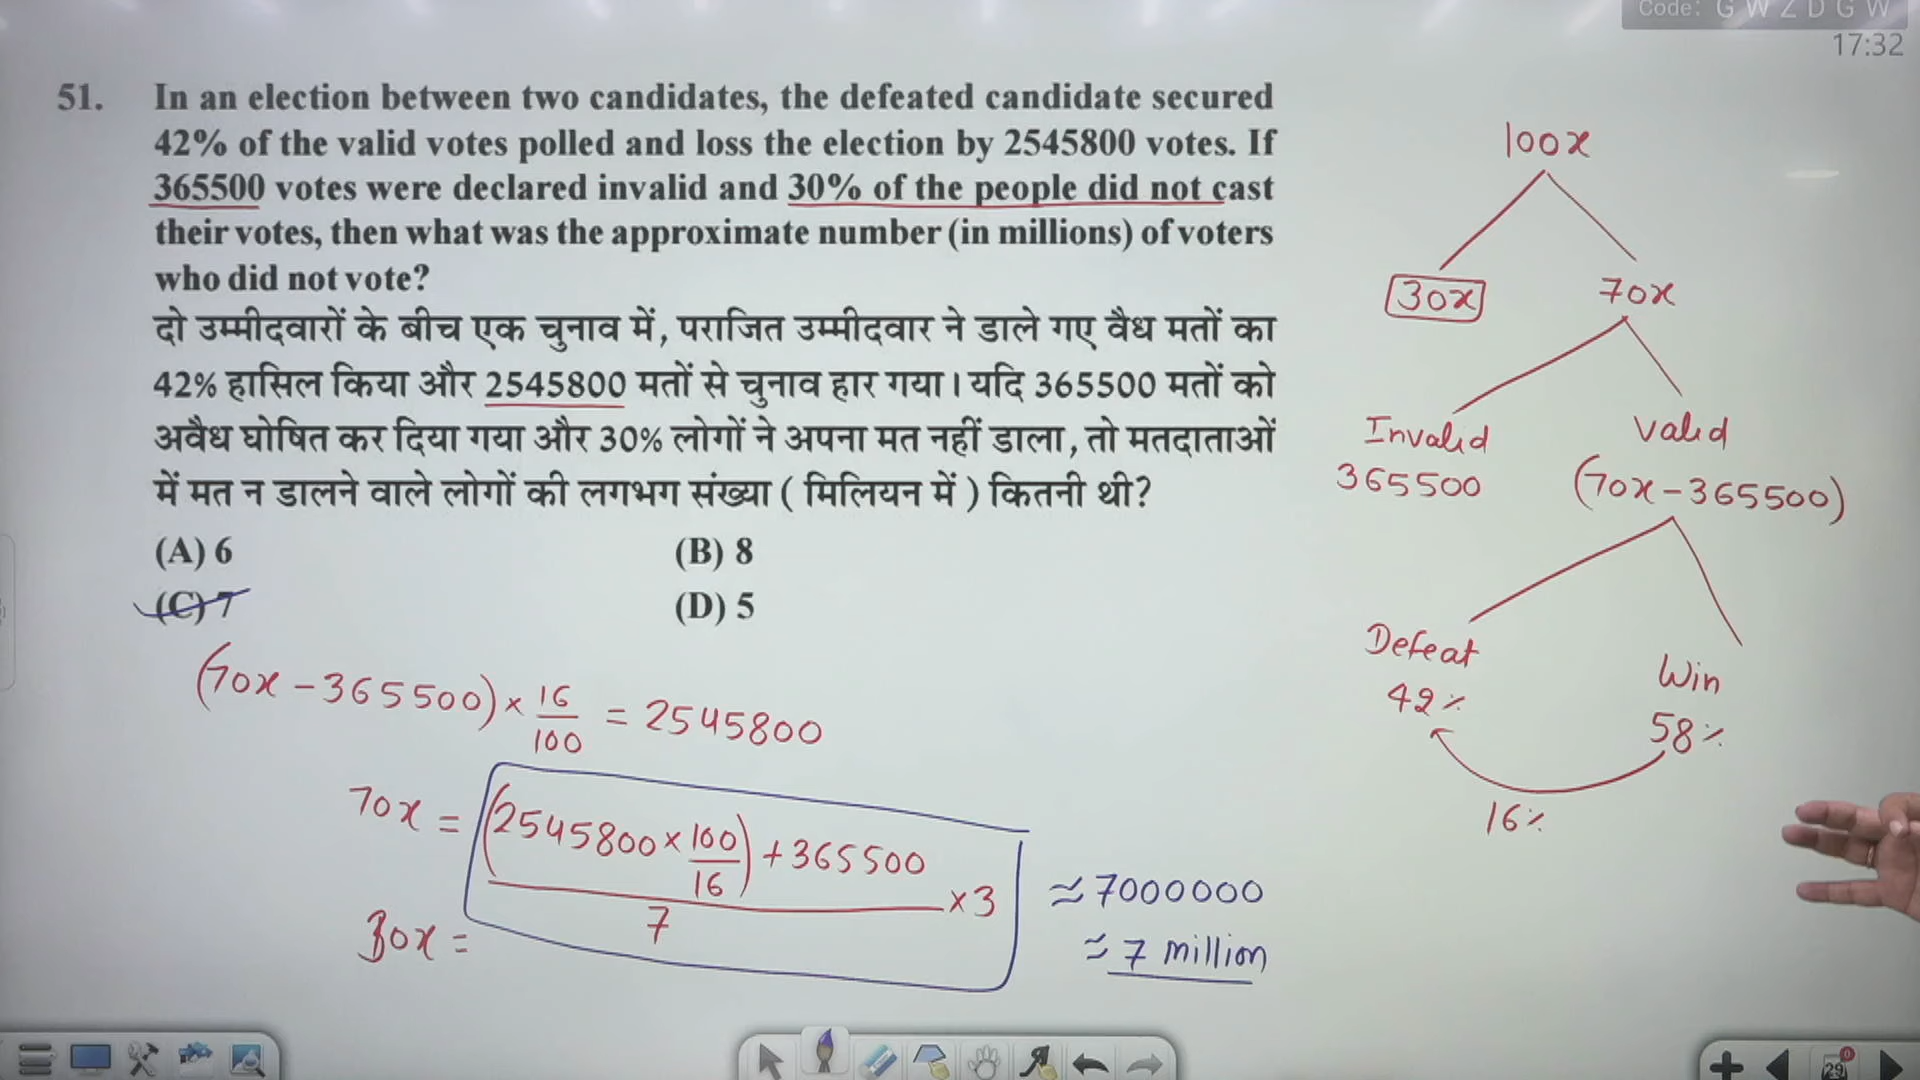 Code: G W Z D G W
17:32
51. In an election between two candidates, the defeated candidate secured
42% of the valid votes polled and loss the election by 2545800 votes. If
365500 votes were declared invalid and 30% of the people did not cast
their votes, then what was the approximate number (in millions) of voters
who did not vote?
दो उम्मीदवारों के बीच एक चुनाव में, पराजित उम्मीदवार ने डाले गए वैध मतों का
42% हासिल किया और 2545800 मतों से चुनाव हार गया। यदि 365500 मतों को
अवैध घोषित कर दिया गया और 30% लोगों ने अपना मत नहीं डाला, तो मतदाताओं
में मत न डालने वाले लोगों की लगभग संख्या ( मिलियन में ) कितनी थी?
(A) 6 (B) 8
(C) 7 (D) 5
(70x - 365500) × 16/100 = 2545800
70x = (2545800 × 100/16) + 365500
7
× 3
30x =
≈ 7000000
≈ 7 million
100x
30x 70x
Invalid Valid
365500 (70x - 365500)
Defeat Win
42% 58%
16%
29
0